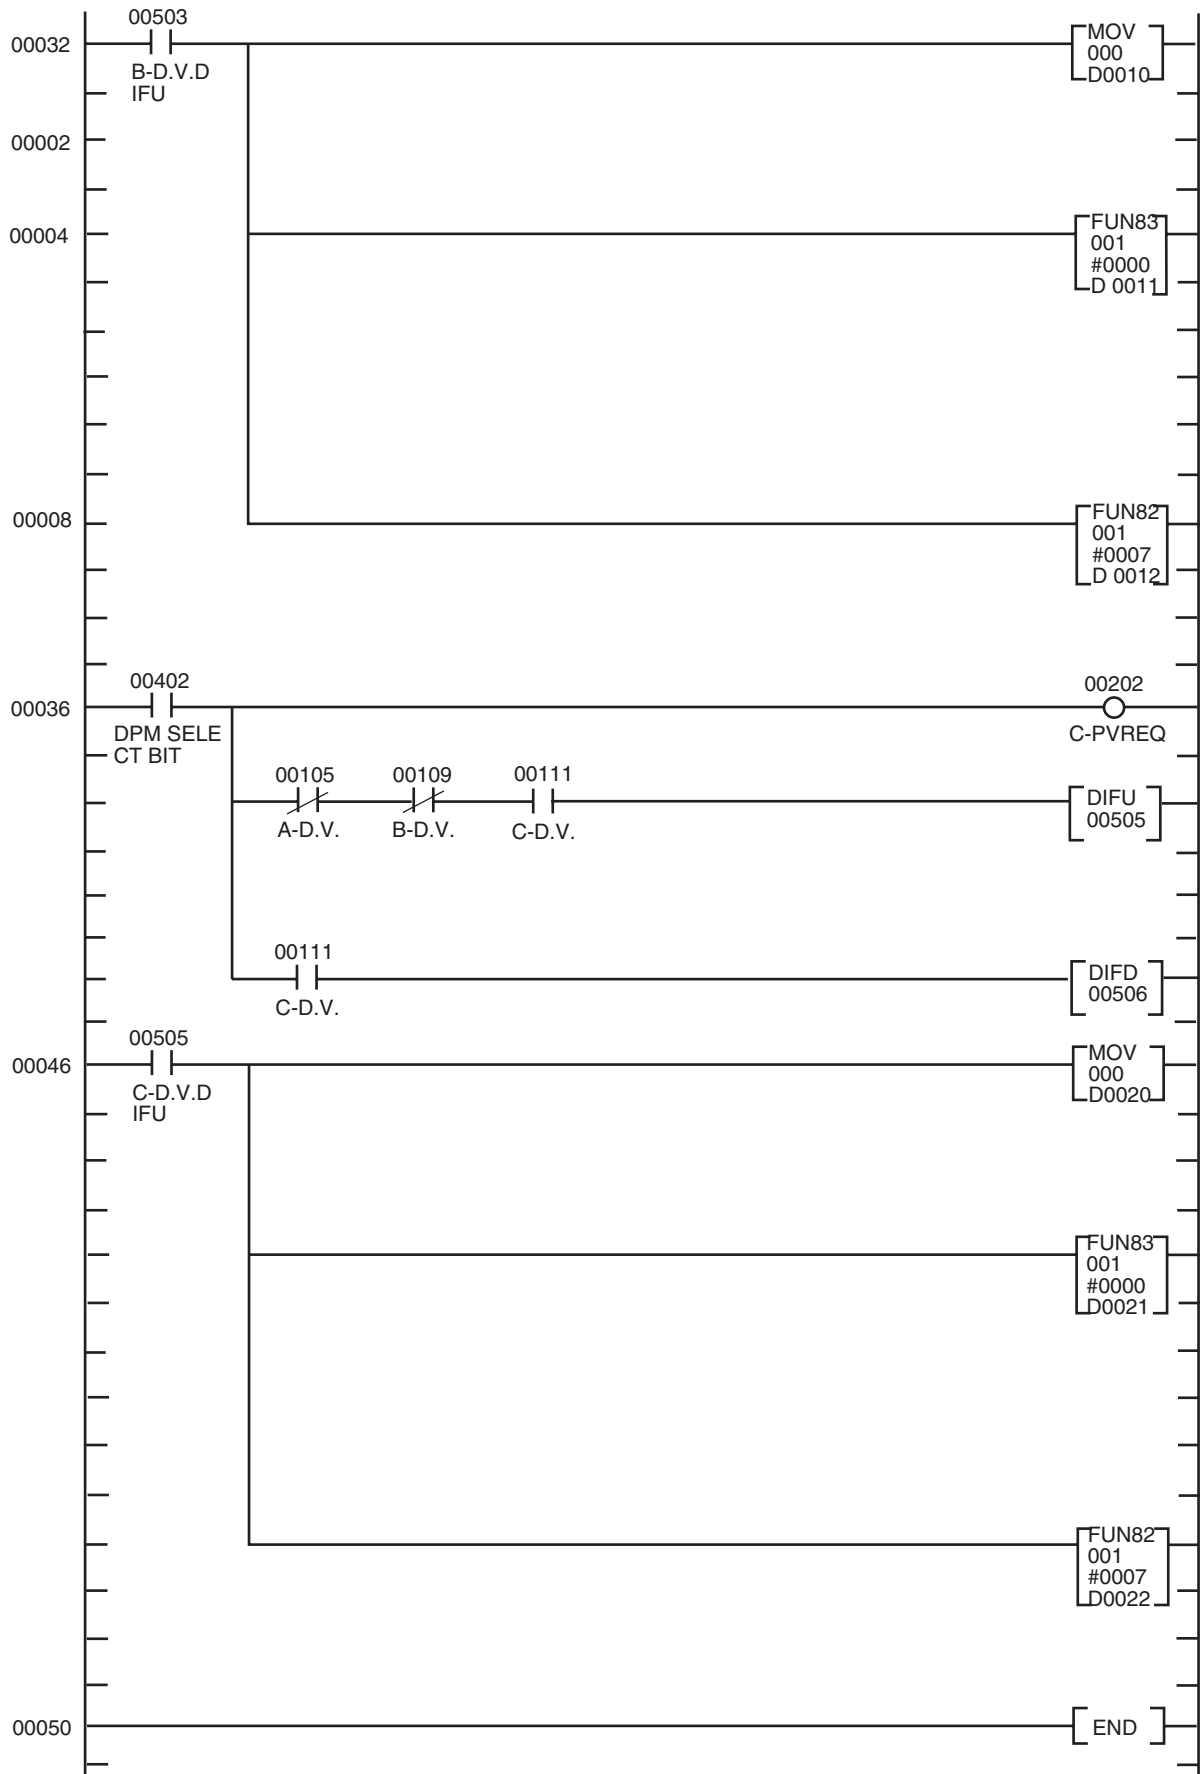 00503
00032
B-D.V.D
IFU
MOV
000
D0010
00002
00004
FUN83
001
#0000
D 0011
00008
FUN82
001
#0007
D 0012
00402
00036
DPM SELE
CT BIT
00202
C-PVREQ
00105
A-D.V.
00109
B-D.V.
00111
C-D.V.
DIFU
00505
00111
C-D.V.
DIFD
00506
00505
00046
C-D.V.D
IFU
MOV
000
D0020
FUN83
001
#0000
D0021
FUN82
001
#0007
D0022
00050
END